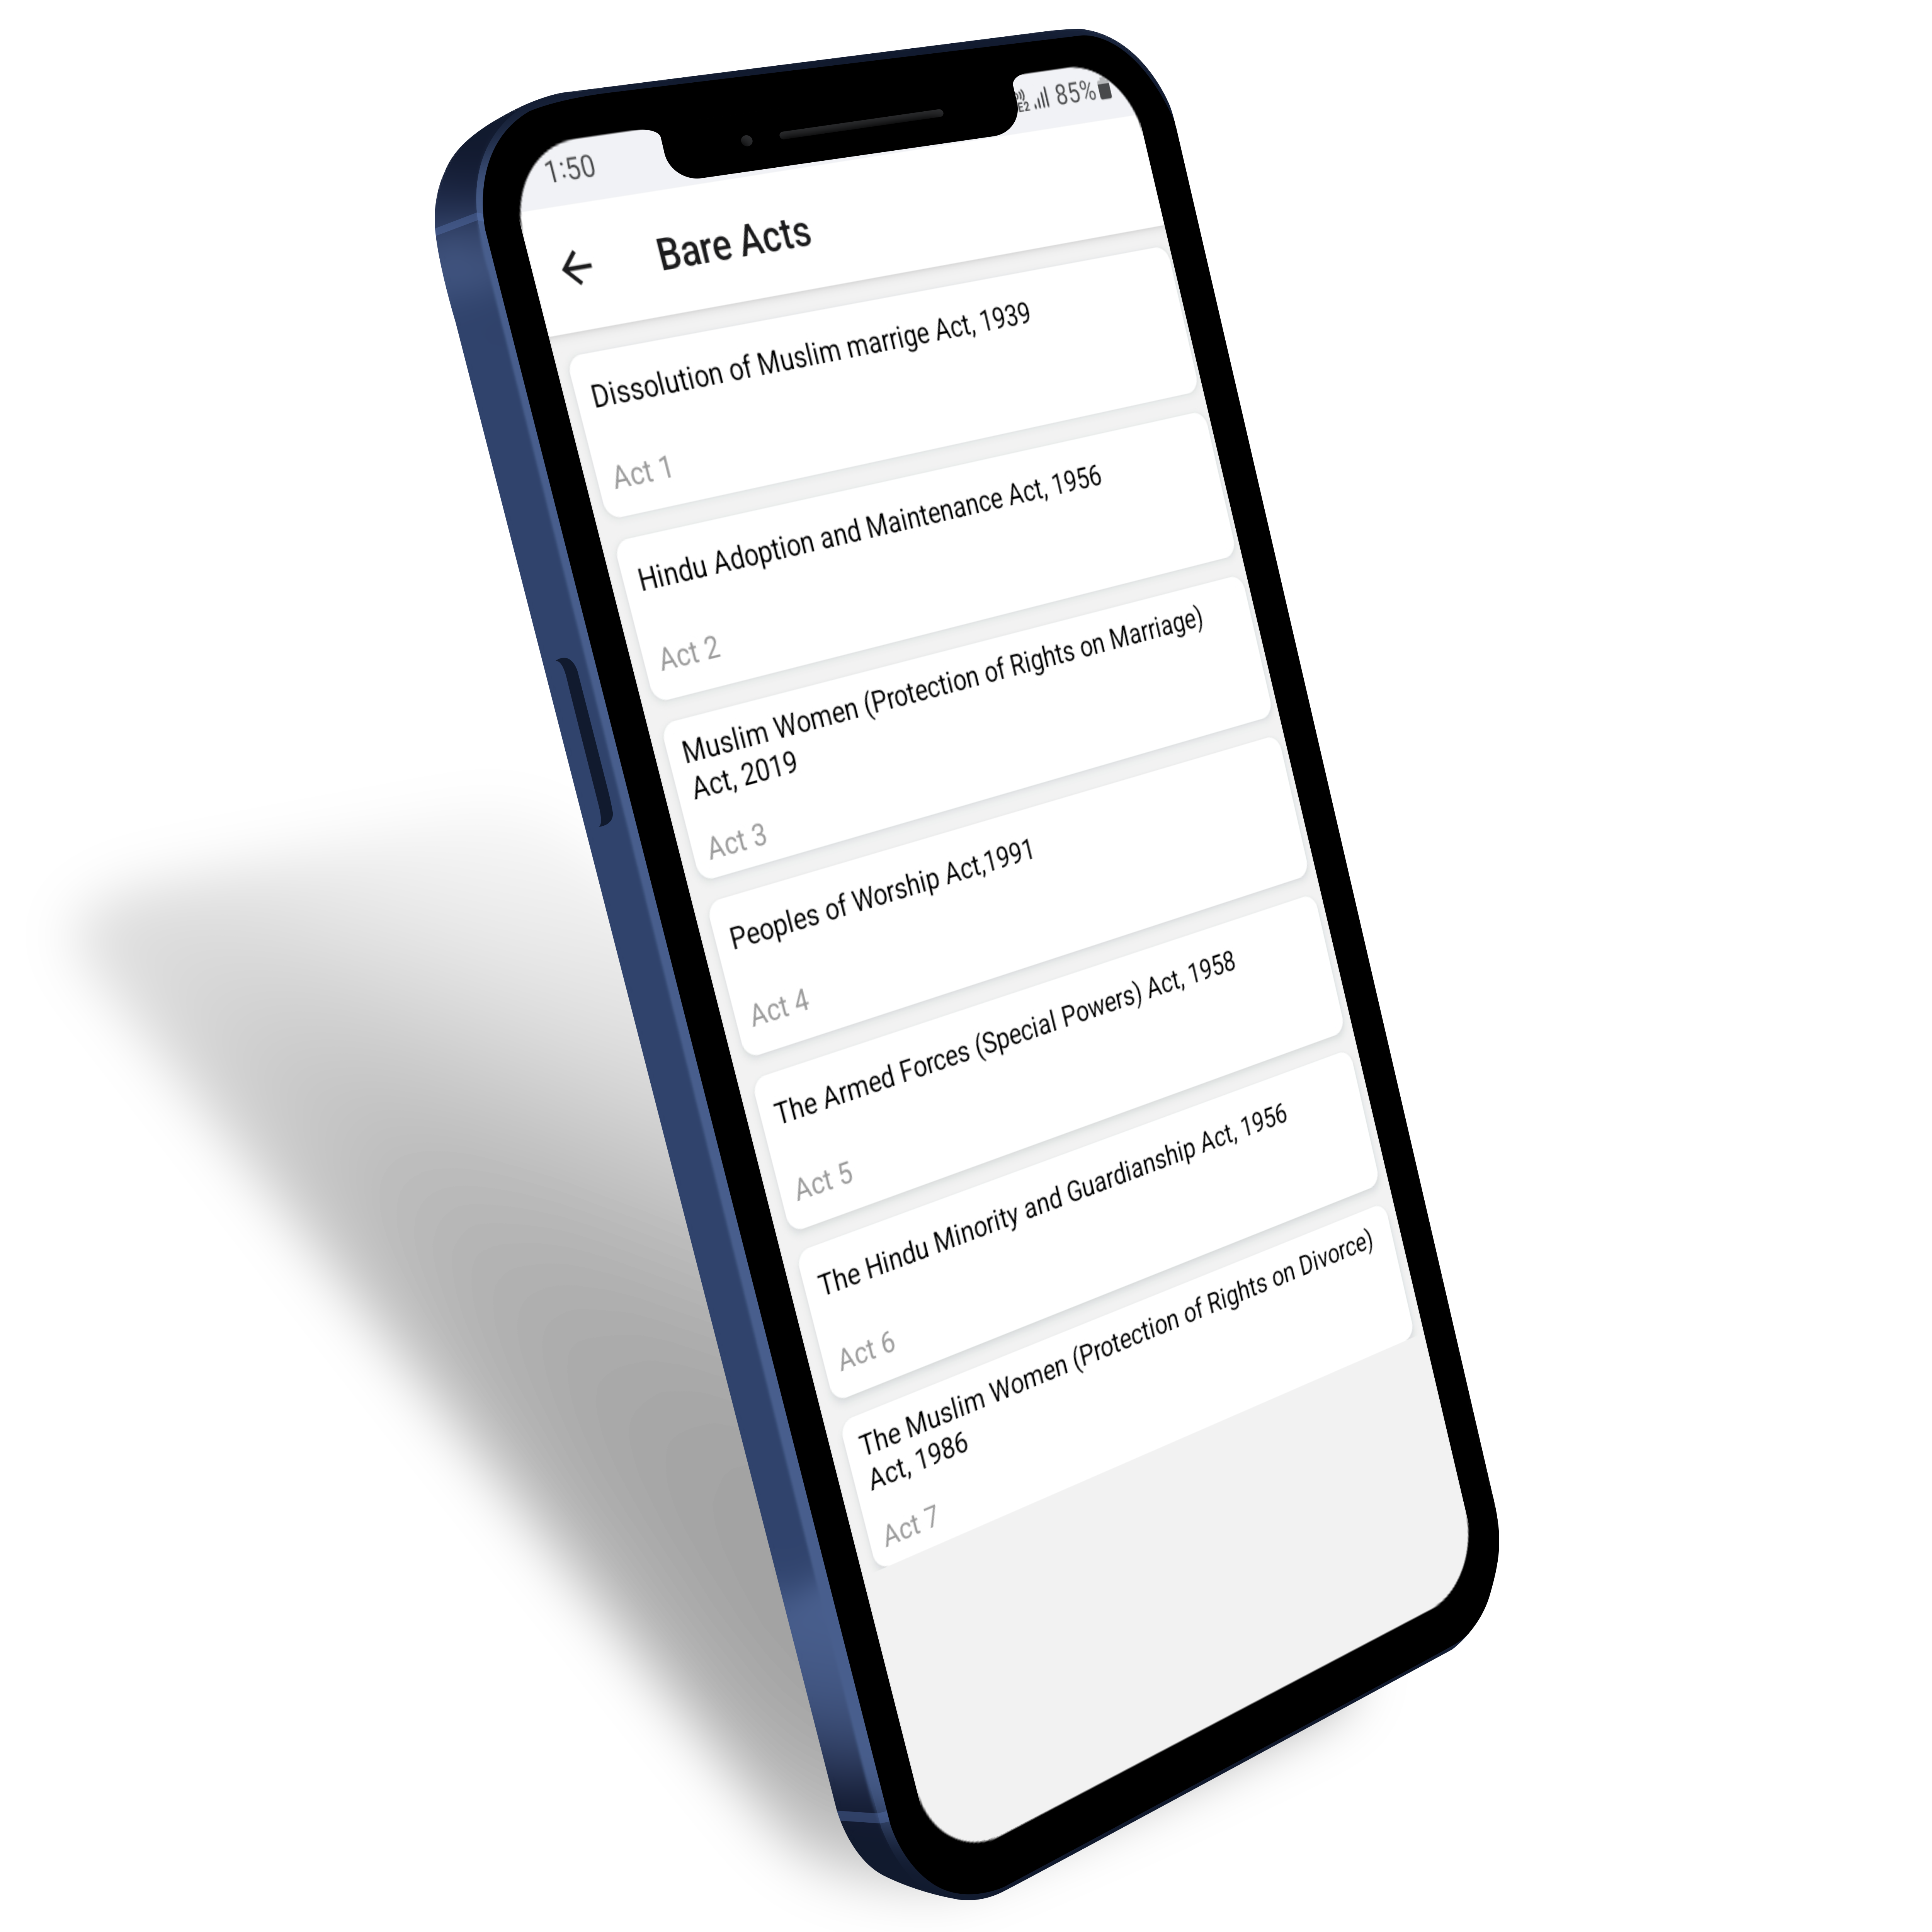 1:50
E2 85%
Bare Acts
Dissolution of Muslim marrige Act, 1939
Act 1
Hindu Adoption and Maintenance Act, 1956
Act 2
Muslim Women (Protection of Rights on Marriage)
Act, 2019
Act 3
Peoples of Worship Act,1991
Act 4
The Armed Forces (Special Powers) Act, 1958
Act 5
The Hindu Minority and Guardianship Act, 1956
Act 6
The Muslim Women (Protection of Rights on Divorce)
Act, 1986
Act 7